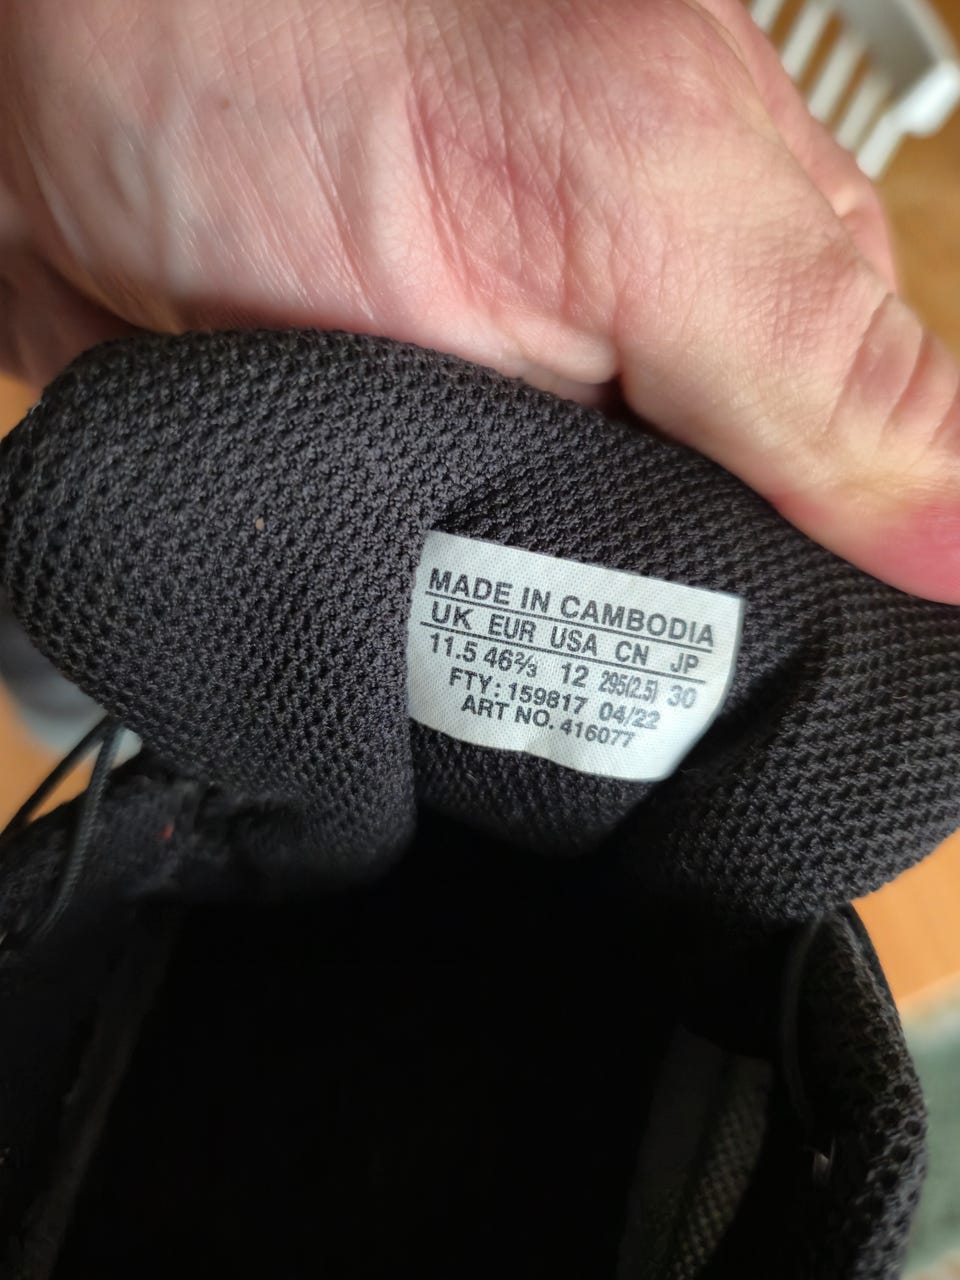 MADE IN CAMBODIA
UK EUR USA CN JP
11.5 46⅔ 12 295(2.5) 30
FTY: 159817 04/22
ART NO. 416077